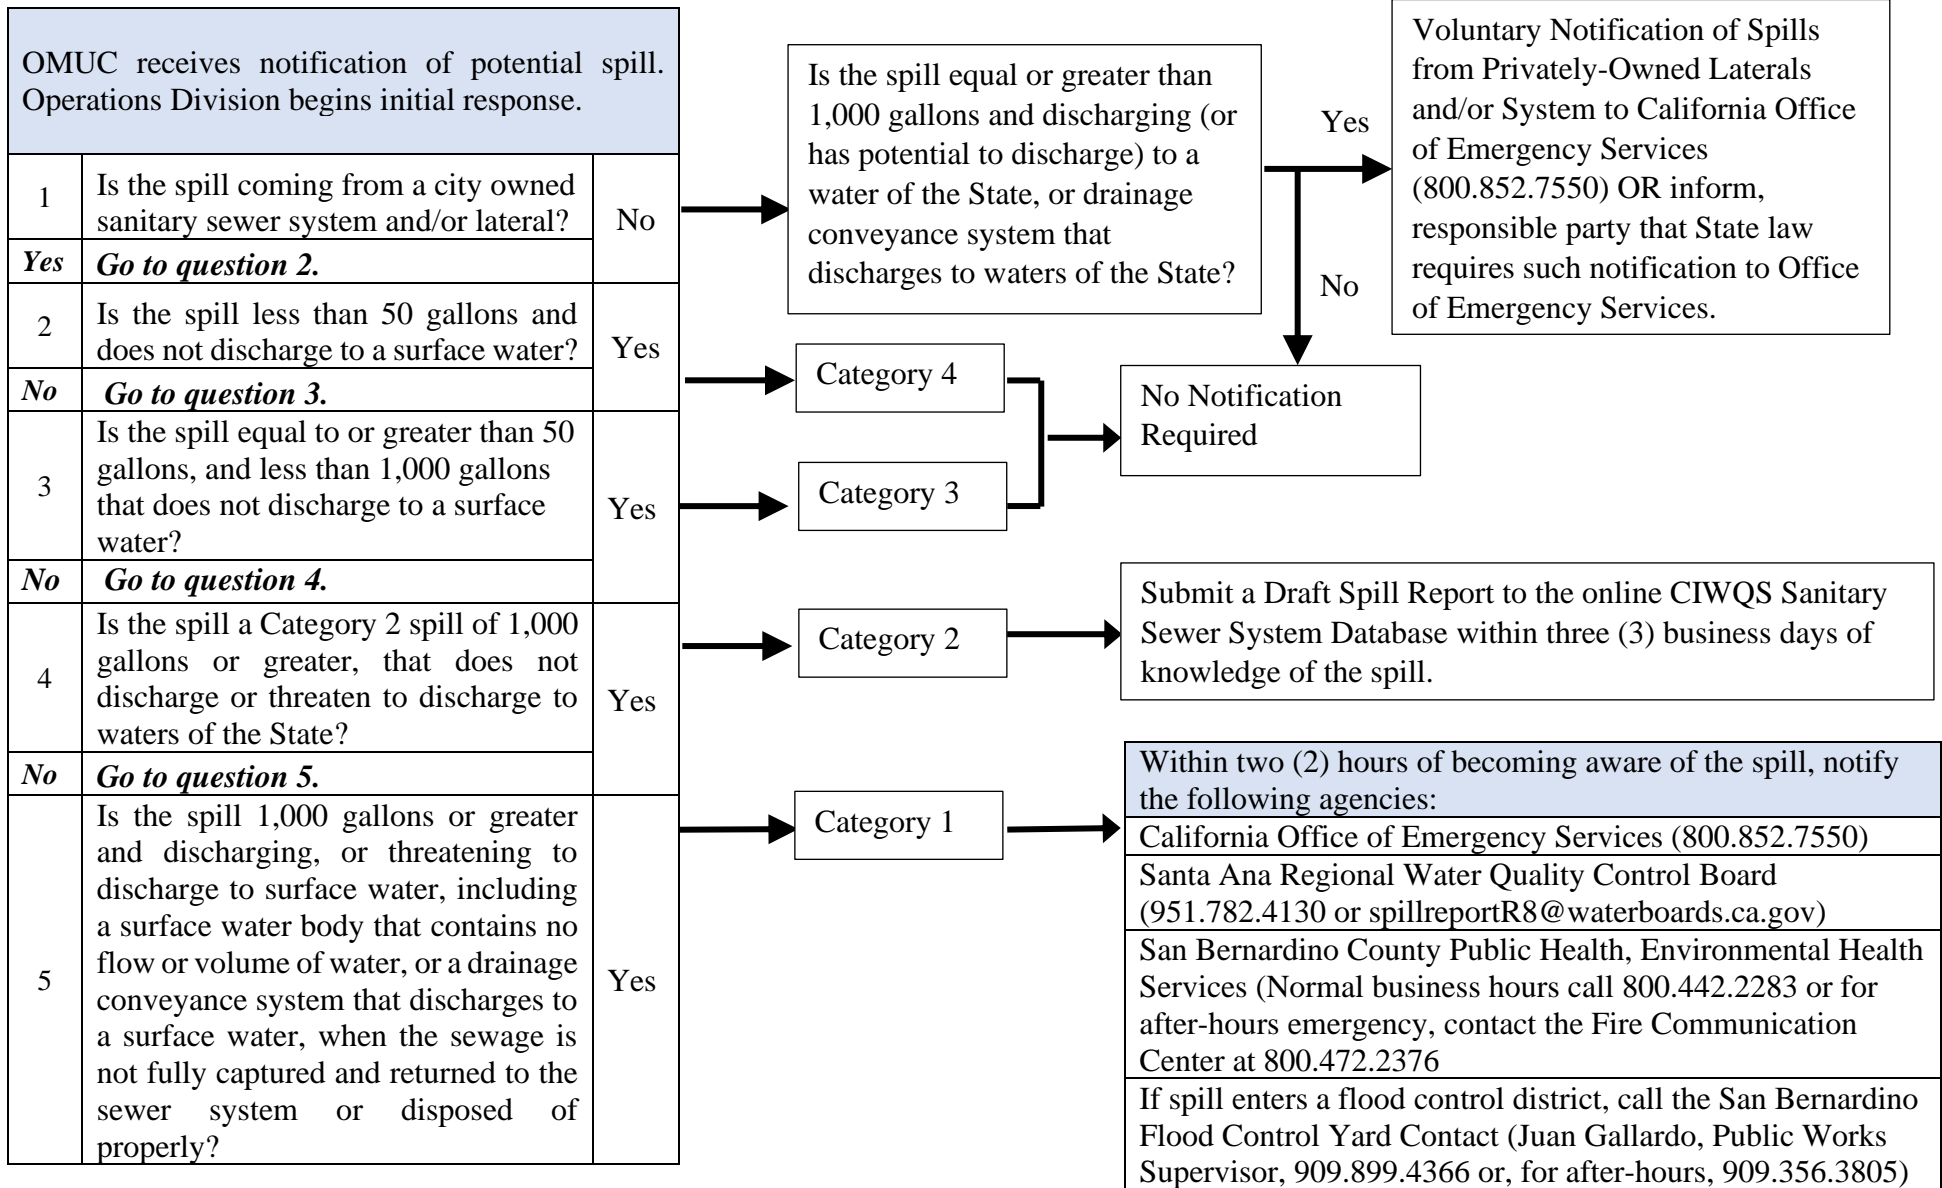 OMUC receives notification of potential spill.
Operations Division begins initial response.
1
Is the spill coming from a city owned
sanitary sewer system and/or lateral?
No
Yes
Go to question 2.
2
Is the spill less than 50 gallons and
does not discharge to a surface water?
Yes
No
Go to question 3.
3
Is the spill equal to or greater than 50
gallons, and less than 1,000 gallons
that does not discharge to a surface
water?
Yes
No
Go to question 4.
4
Is the spill a Category 2 spill of 1,000
gallons or greater, that does not
discharge or threaten to discharge to
waters of the State?
Yes
No
Go to question 5.
5
Is the spill 1,000 gallons or greater
and discharging, or threatening to
discharge to surface water, including
a surface water body that contains no
flow or volume of water, or a drainage
conveyance system that discharges to
a surface water, when the sewage is
not fully captured and returned to the
sewer system or disposed of
properly?
Yes
Is the spill equal or greater than
1,000 gallons and discharging (or
has potential to discharge) to a
water of the State, or drainage
conveyance system that
discharges to waters of the State?
Yes
No
Voluntary Notification of Spills
from Privately-Owned Laterals
and/or System to California Office
of Emergency Services
(800.852.7550) OR inform,
responsible party that State law
requires such notification to Office
of Emergency Services.
Category 4
Category 3
No Notification
Required
Category 2
Submit a Draft Spill Report to the online CIWQS Sanitary
Sewer System Database within three (3) business days of
knowledge of the spill.
Category 1
Within two (2) hours of becoming aware of the spill, notify
the following agencies:
California Office of Emergency Services (800.852.7550)
Santa Ana Regional Water Quality Control Board
(951.782.4130 or spillreportR8@waterboards.ca.gov)
San Bernardino County Public Health, Environmental Health
Services (Normal business hours call 800.442.2283 or for
after-hours emergency, contact the Fire Communication
Center at 800.472.2376
If spill enters a flood control district, call the San Bernardino
Flood Control Yard Contact (Juan Gallardo, Public Works
Supervisor, 909.899.4366 or, for after-hours, 909.356.3805)